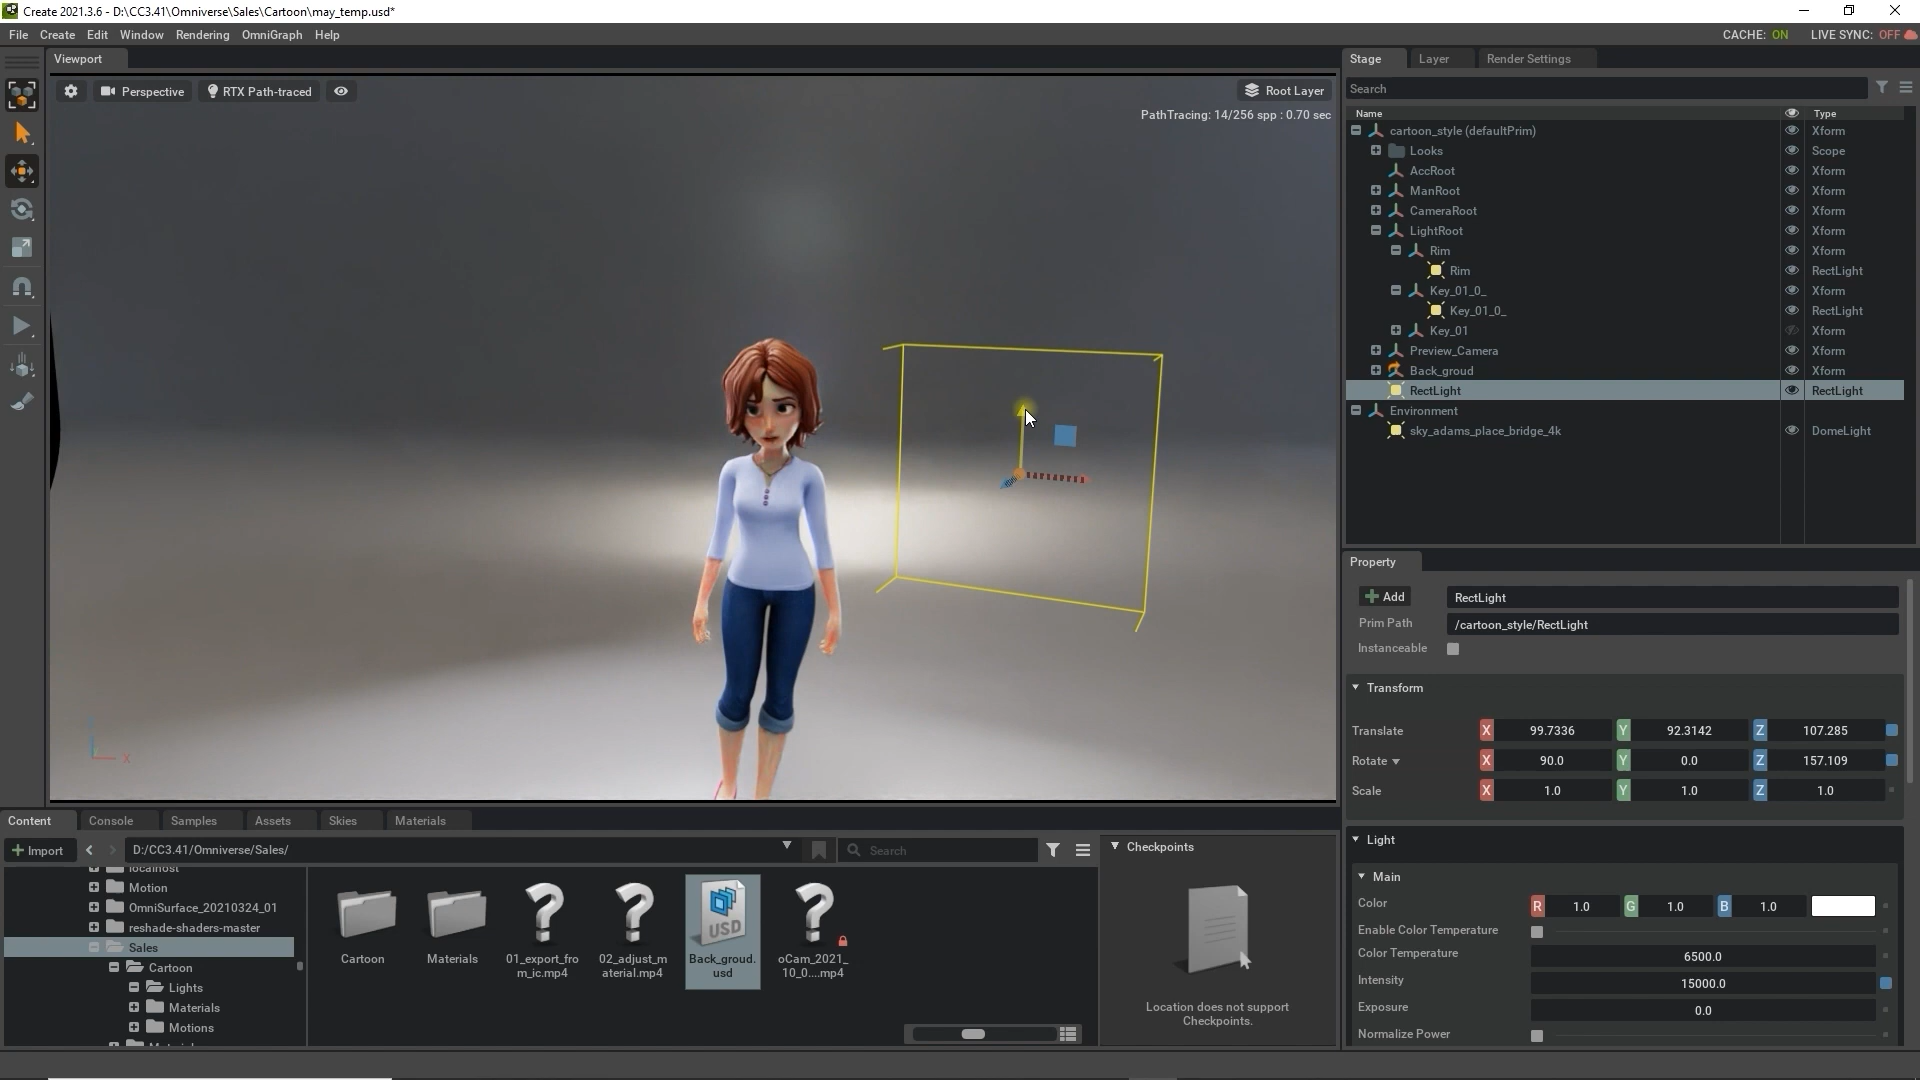 Create 2021.3.6 - D:\CC3.41\Omniverse\Sales\Cartoon\may_temp.usd*
File Create Edit Window Rendering OmniGraph Help
CACHE: ON LIVE SYNC: OFF
Viewport
Perspective RTX Path-traced
Root Layer
PathTracing: 14/256 spp : 0.70 sec
X
Stage Layer Render Settings
Search
Name Type
cartoon_style (defaultPrim) Xform
Looks Scope
AccRoot Xform
ManRoot Xform
CameraRoot Xform
LightRoot Xform
Rim Xform
Rim RectLight
Key_01_0_ Xform
Key_01_0_ RectLight
Key_01 Xform
Preview_Camera Xform
Back_groud Xform
RectLight RectLight
Environment
sky_adams_place_bridge_4k DomeLight
Property
Add RectLight
Prim Path /cartoon_style/RectLight
Instanceable
Transform
Translate X 99.7336 Y 92.3142 Z 107.285
Rotate X 90.0 Y 0.0 Z 157.109
Scale X 1.0 Y 1.0 Z 1.0
Light
Main
Color R 1.0 G 1.0 B 1.0
Enable Color Temperature
Color Temperature 6500.0
Intensity 15000.0
Exposure 0.0
Normalize Power
Content Console Samples Assets Skies Materials
Import D:/CC3.41/Omniverse/Sales/ Search
localhost
Motion
OmniSurface_20210324_01
reshade-shaders-master
Sales
Cartoon
Lights
Materials
Motions
Cartoon
Materials
01_export_fro
m_ic.mp4
02_adjust_m
aterial.mp4
USD
Back_groud.
usd
oCam_2021_
10_0....mp4
Checkpoints
Location does not support
Checkpoints.